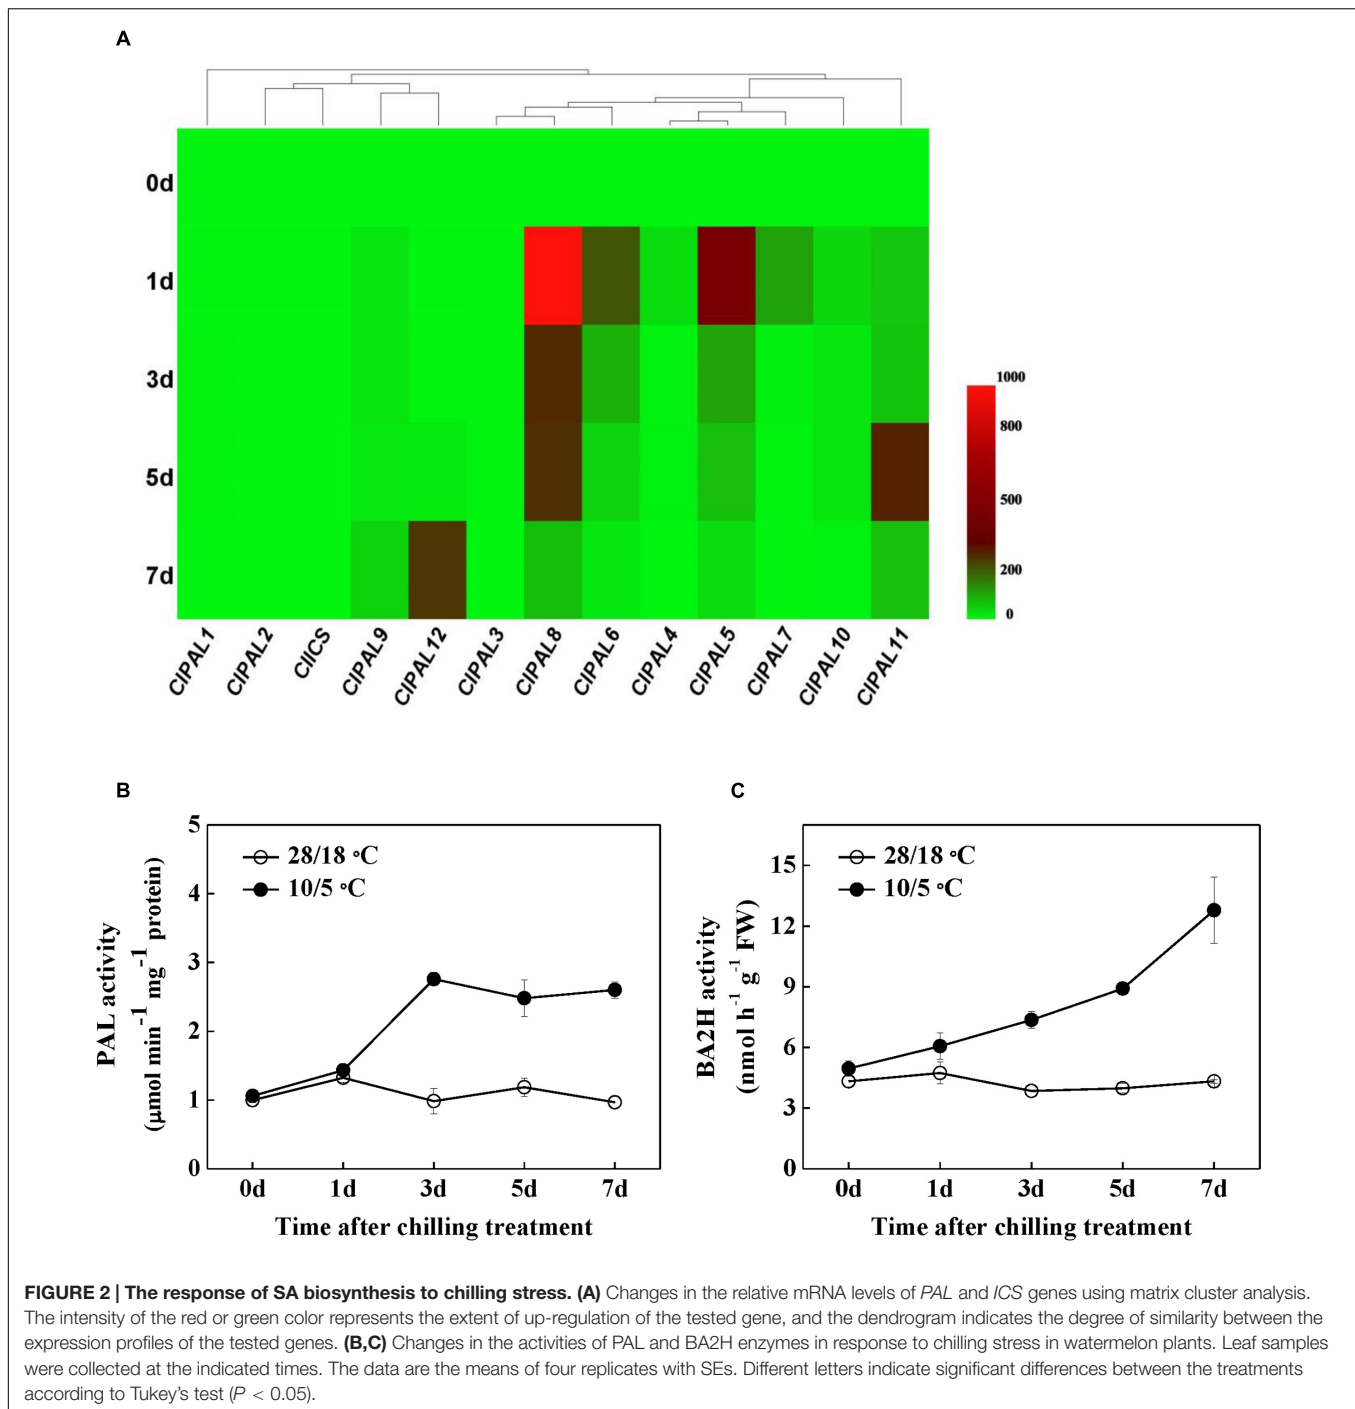 A
0d
1d
3d
5d
7d
1000
800
500
200
0
ClPAL1
ClPAL2
ClICS
ClPAL9
ClPAL12
ClPAL3
ClPAL8
ClPAL6
ClPAL4
ClPAL5
ClPAL7
ClPAL10
ClPAL11
B
PAL activity
(µmol min⁻¹ mg⁻¹ protein)
5
4
3
2
1
0
28/18 °C
10/5 °C
0d 1d 3d 5d 7d
Time after chilling treatment
C
BA2H activity
(nmol h⁻¹ g⁻¹ FW)
15
12
9
6
3
0
28/18 °C
10/5 °C
0d 1d 3d 5d 7d
Time after chilling treatment
FIGURE 2 | The response of SA biosynthesis to chilling stress. (A) Changes in the relative mRNA levels of PAL and ICS genes using matrix cluster analysis.
The intensity of the red or green color represents the extent of up-regulation of the tested gene, and the dendrogram indicates the degree of similarity between the
expression profiles of the tested genes. (B,C) Changes in the activities of PAL and BA2H enzymes in response to chilling stress in watermelon plants. Leaf samples
were collected at the indicated times. The data are the means of four replicates with SEs. Different letters indicate significant differences between the treatments
according to Tukey's test (P < 0.05).